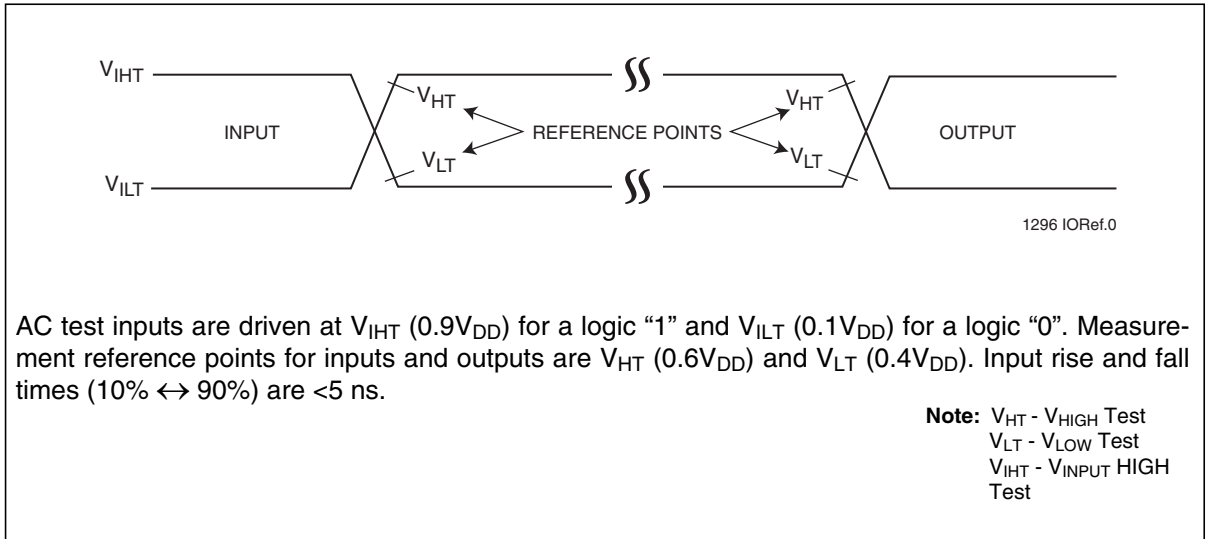 VIHT
VHT
VHT
INPUT
REFERENCE POINTS
OUTPUT
VLT
VLT
VILT
1296 IORef.0
AC test inputs are driven at VIHT (0.9VDD) for a logic “1” and VILT (0.1VDD) for a logic “0”. Measure-
ment reference points for inputs and outputs are VHT (0.6VDD) and VLT (0.4VDD). Input rise and fall
times (10% ↔ 90%) are <5 ns.
Note: VHT - VHIGH Test
VLT - VLOW Test
VIHT - VINPUT HIGH
Test